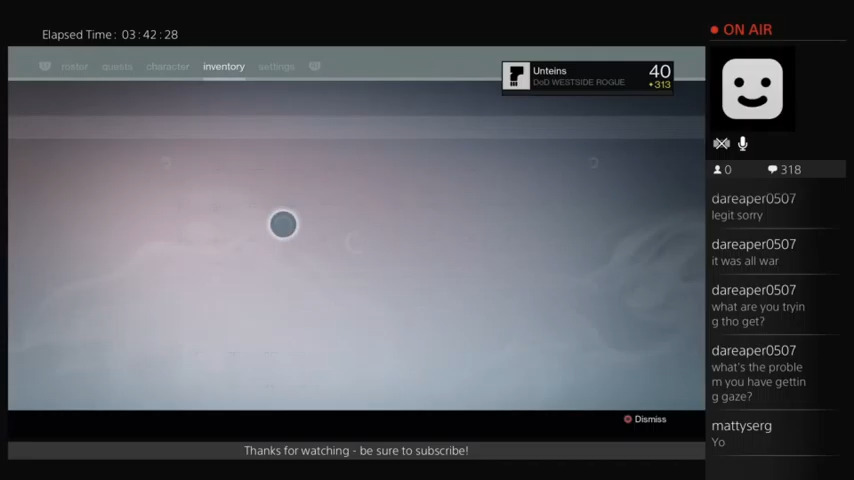 Elapsed Time: 03:42:28
ON AIR
roster quests character inventory settings
Unteins
40
DoD WESTSIDE ROGUE
313
0
318
dareaper0507
legit sorry
dareaper0507
it was all war
dareaper0507
what are you tryin
g tho get?
dareaper0507
what's the proble
m you have gettin
g gaze?
mattyserg
Yo
Dismiss
Thanks for watching - be sure to subscribe!